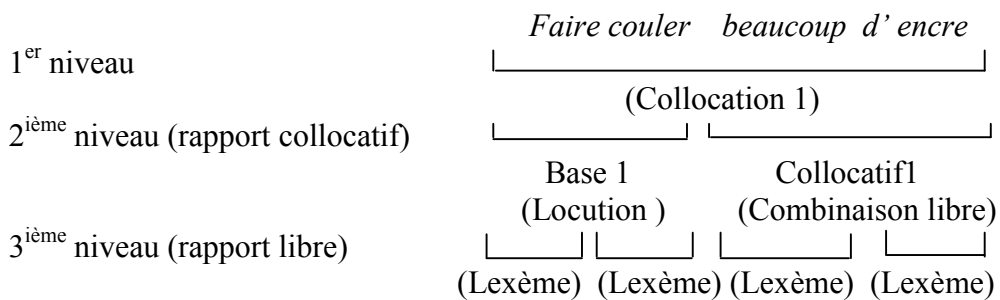 Faire couler beaucoup d’ encre
1er niveau
(Collocation 1)
2ième niveau (rapport collocatif)
Base 1 Collocatif1
(Locution ) (Combinaison libre)
3ième niveau (rapport libre)
(Lexème) (Lexème) (Lexème) (Lexème)